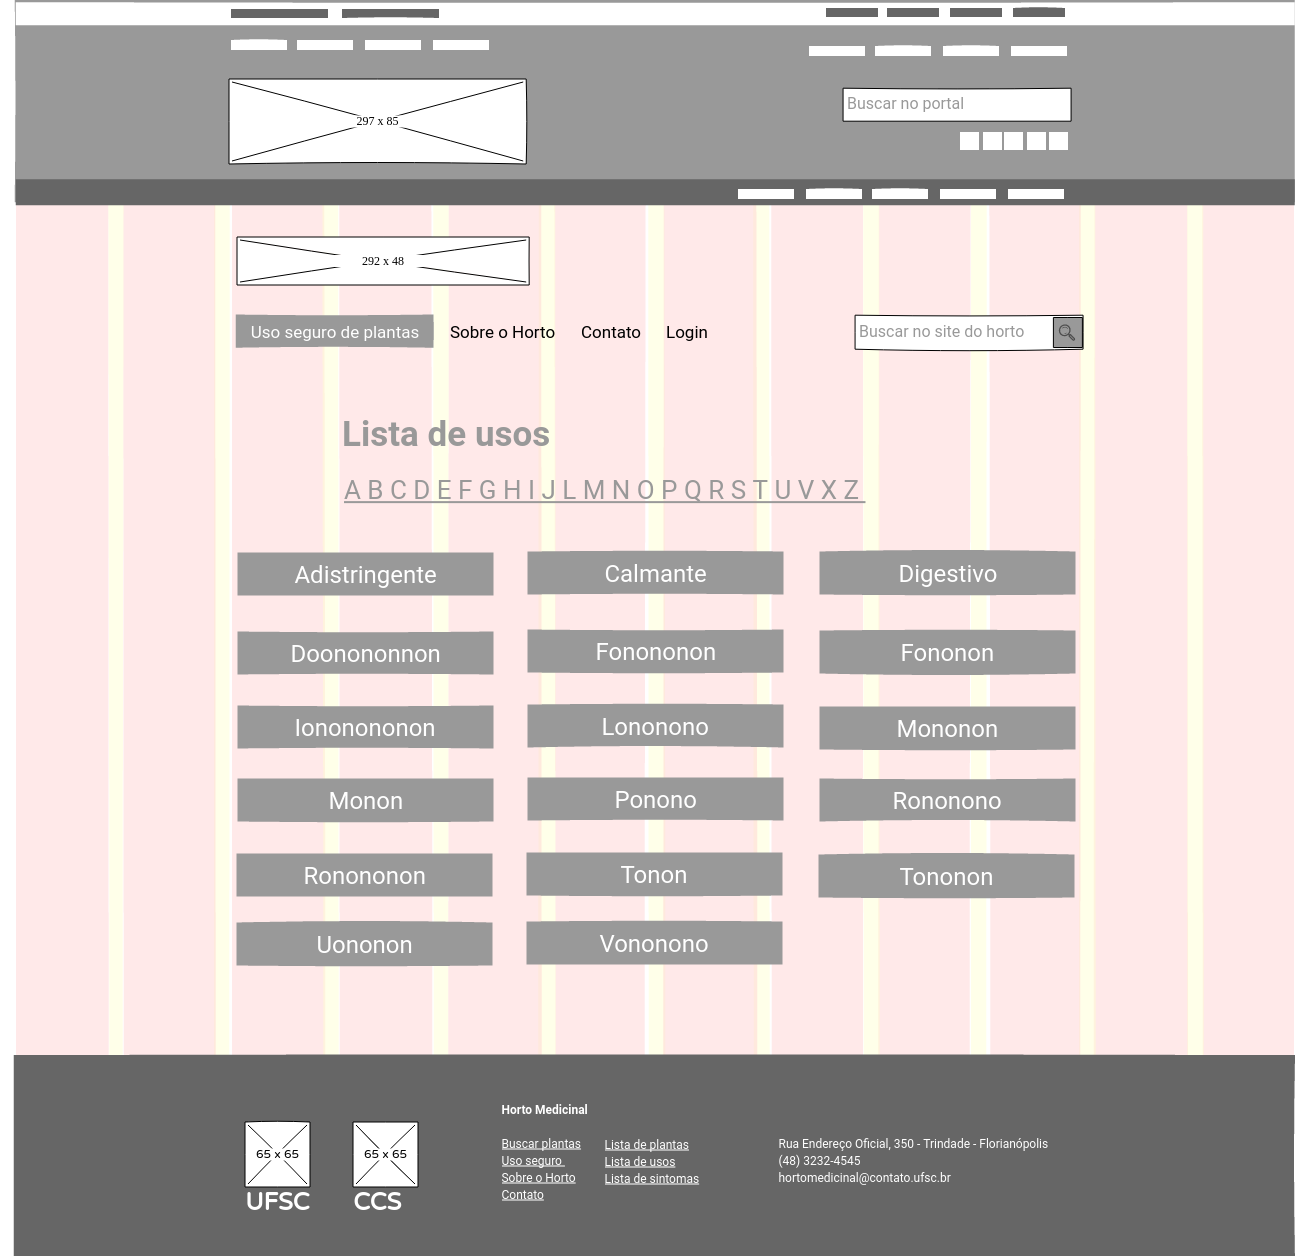 Buscar no portal
297 x 85
292 x 48
Uso seguro de plantas Sobre o Horto Contato Login Buscar no site do horto
Lista de usos
A B C D E F G H I J L M N O P Q R S T U V X Z
Adistringente Calmante Digestivo
Doonononnon Fonononon Fononon
Iononononon Lononono Mononon
Monon Ponono Rononono
Ronononon Tonon Tononon
Uononon Vononono
Horto Medicinal
Buscar plantas Lista de plantas Rua Endereço Oficial, 350 - Trindade - Florianópolis
65 x 65 65 x 65 Uso seguro Lista de usos (48) 3232-4545
Sobre o Horto Lista de sintomas hortomedicinal@contato.ufsc.br
UFSC CCS Contato